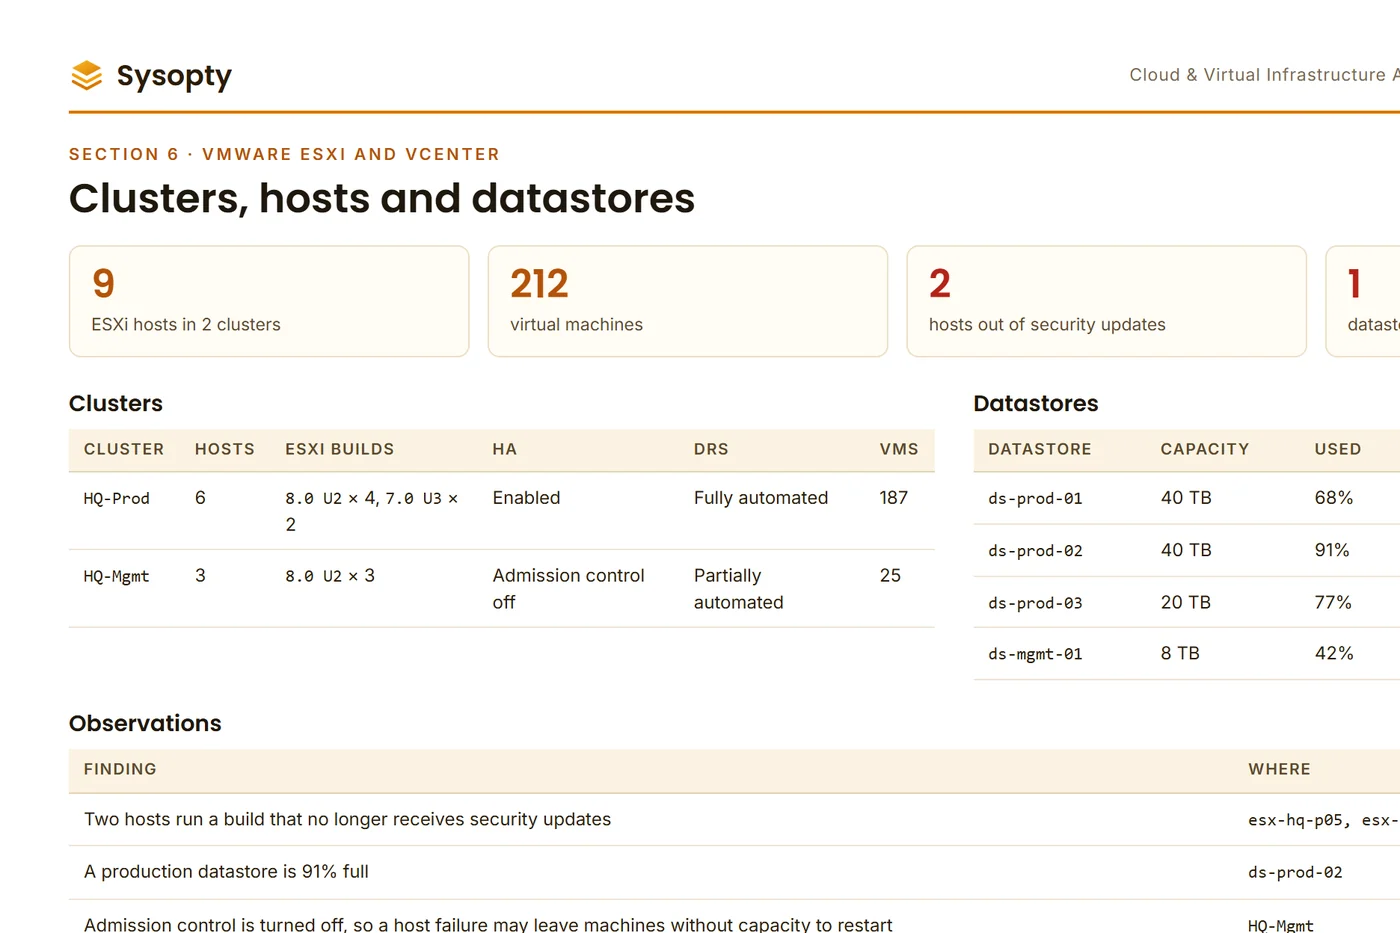 Sysopty
Cloud & Virtual Infrastructure
SECTION 6 · VMWARE ESXI AND VCENTER
Clusters, hosts and datastores
9
ESXi hosts in 2 clusters
212
virtual machines
2
hosts out of security updates
1
Clusters
CLUSTER HOSTS ESXI BUILDS HA DRS VMS
HQ-Prod 6 8.0 U2 × 4, 7.0 U3 × Enabled Fully automated 187
2
HQ-Mgmt 3 8.0 U2 × 3 Admission control Partially 25
off automated
Datastores
DATASTORE CAPACITY USED
ds-prod-01 40 TB 68%
ds-prod-02 40 TB 91%
ds-prod-03 20 TB 77%
ds-mgmt-01 8 TB 42%
Observations
FINDING WHERE
Two hosts run a build that no longer receives security updates esx-hq-p05, esx-
A production datastore is 91% full ds-prod-02
Admission control is turned off, so a host failure may leave machines without capacity to restart HQ-Mgmt